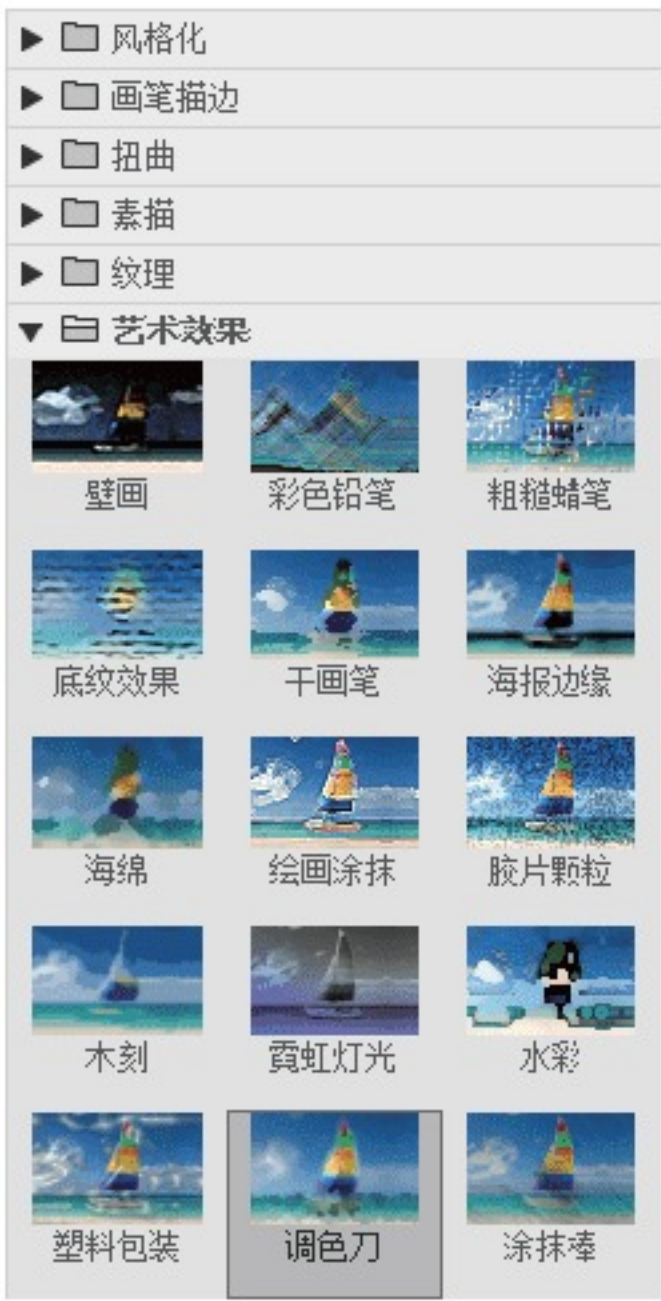 风格化
画笔描边
扭曲
素描
纹理
艺术效果
壁画 彩色铅笔 粗糙蜡笔
底纹效果 干画笔 海报边缘
海绵 绘画涂抹 胶片颗粒
木刻 霓虹灯光 水彩
塑料包装 调色刀 涂抹棒